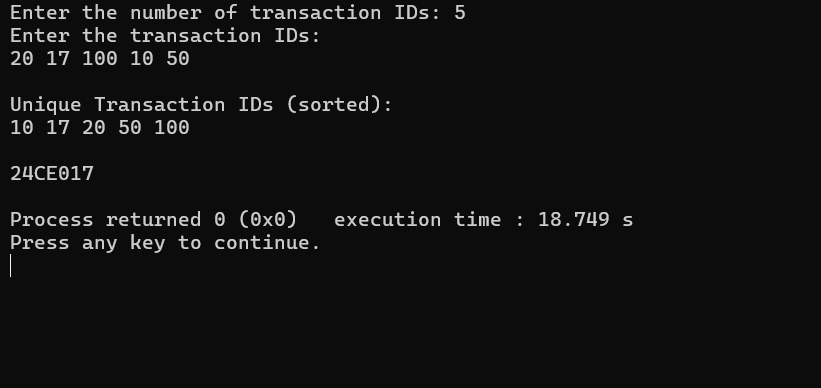 Enter the number of transaction IDs: 5
Enter the transaction IDs:
20 17 100 10 50
Unique Transaction IDs (sorted):
10 17 20 50 100
24CE017
Process returned 0 (0x0)   execution time : 18.749 s
Press any key to continue.